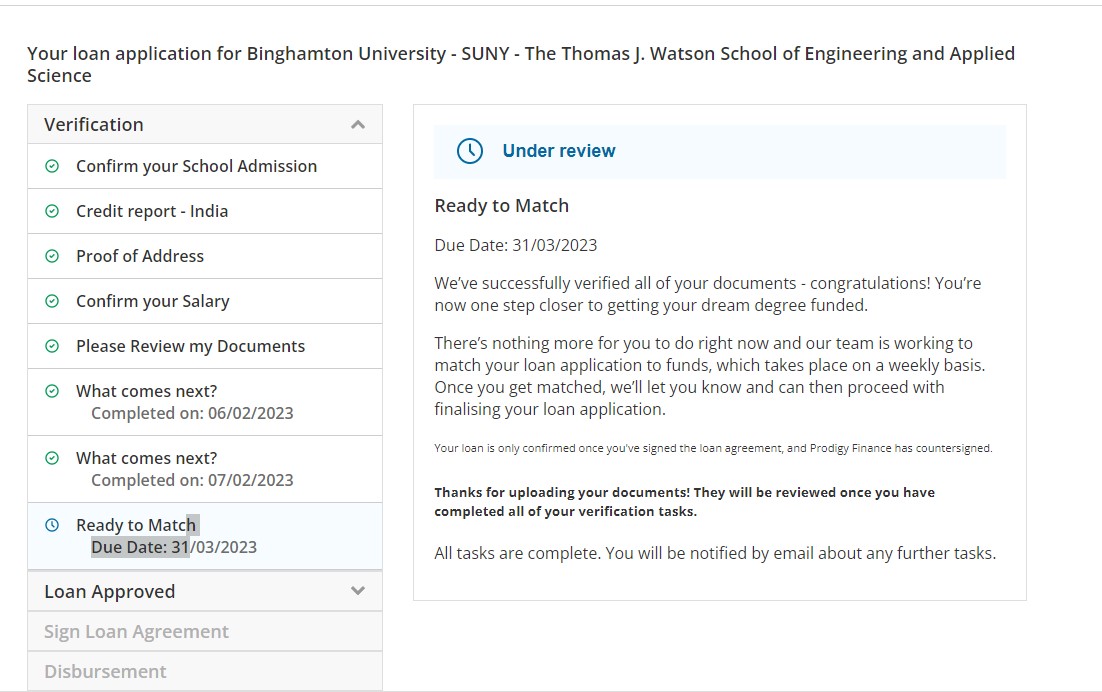 Your loan application for Binghamton University - SUNY - The Thomas J. Watson School of Engineering and Applied
Science
Verification
Confirm your School Admission
Credit report - India
Proof of Address
Confirm your Salary
Please Review my Documents
What comes next?
Completed on: 06/02/2023
What comes next?
Completed on: 07/02/2023
Ready to Match
Due Date: 31/03/2023
Loan Approved
Sign Loan Agreement
Disbursement
Under review
Ready to Match
Due Date: 31/03/2023
We've successfully verified all of your documents - congratulations! You're
now one step closer to getting your dream degree funded.
There's nothing more for you to do right now and our team is working to
match your loan application to funds, which takes place on a weekly basis.
Once you get matched, we'll let you know and can then proceed with
finalising your loan application.
Your loan is only confirmed once you've signed the loan agreement, and Prodigy Finance has countersigned.
Thanks for uploading your documents! They will be reviewed once you have
completed all of your verification tasks.
All tasks are complete. You will be notified by email about any further tasks.